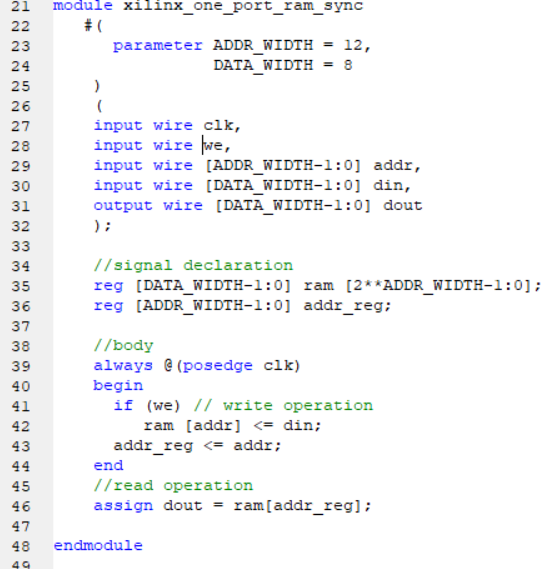 21 module xilinx_one_port_ram_sync
22 #(
23 parameter ADDR_WIDTH = 12,
24 DATA_WIDTH = 8
25 )
26 (
27 input wire clk,
28 input wire we,
29 input wire [ADDR_WIDTH-1:0] addr,
30 input wire [DATA_WIDTH-1:0] din,
31 output wire [DATA_WIDTH-1:0] dout
32 );
33
34 //signal declaration
35 reg [DATA_WIDTH-1:0] ram [2**ADDR_WIDTH-1:0];
36 reg [ADDR_WIDTH-1:0] addr_reg;
37
38 //body
39 always @(posedge clk)
40 begin
41 if (we) // write operation
42 ram [addr] <= din;
43 addr_reg <= addr;
44 end
45 //read operation
46 assign dout = ram[addr_reg];
47
48 endmodule
49